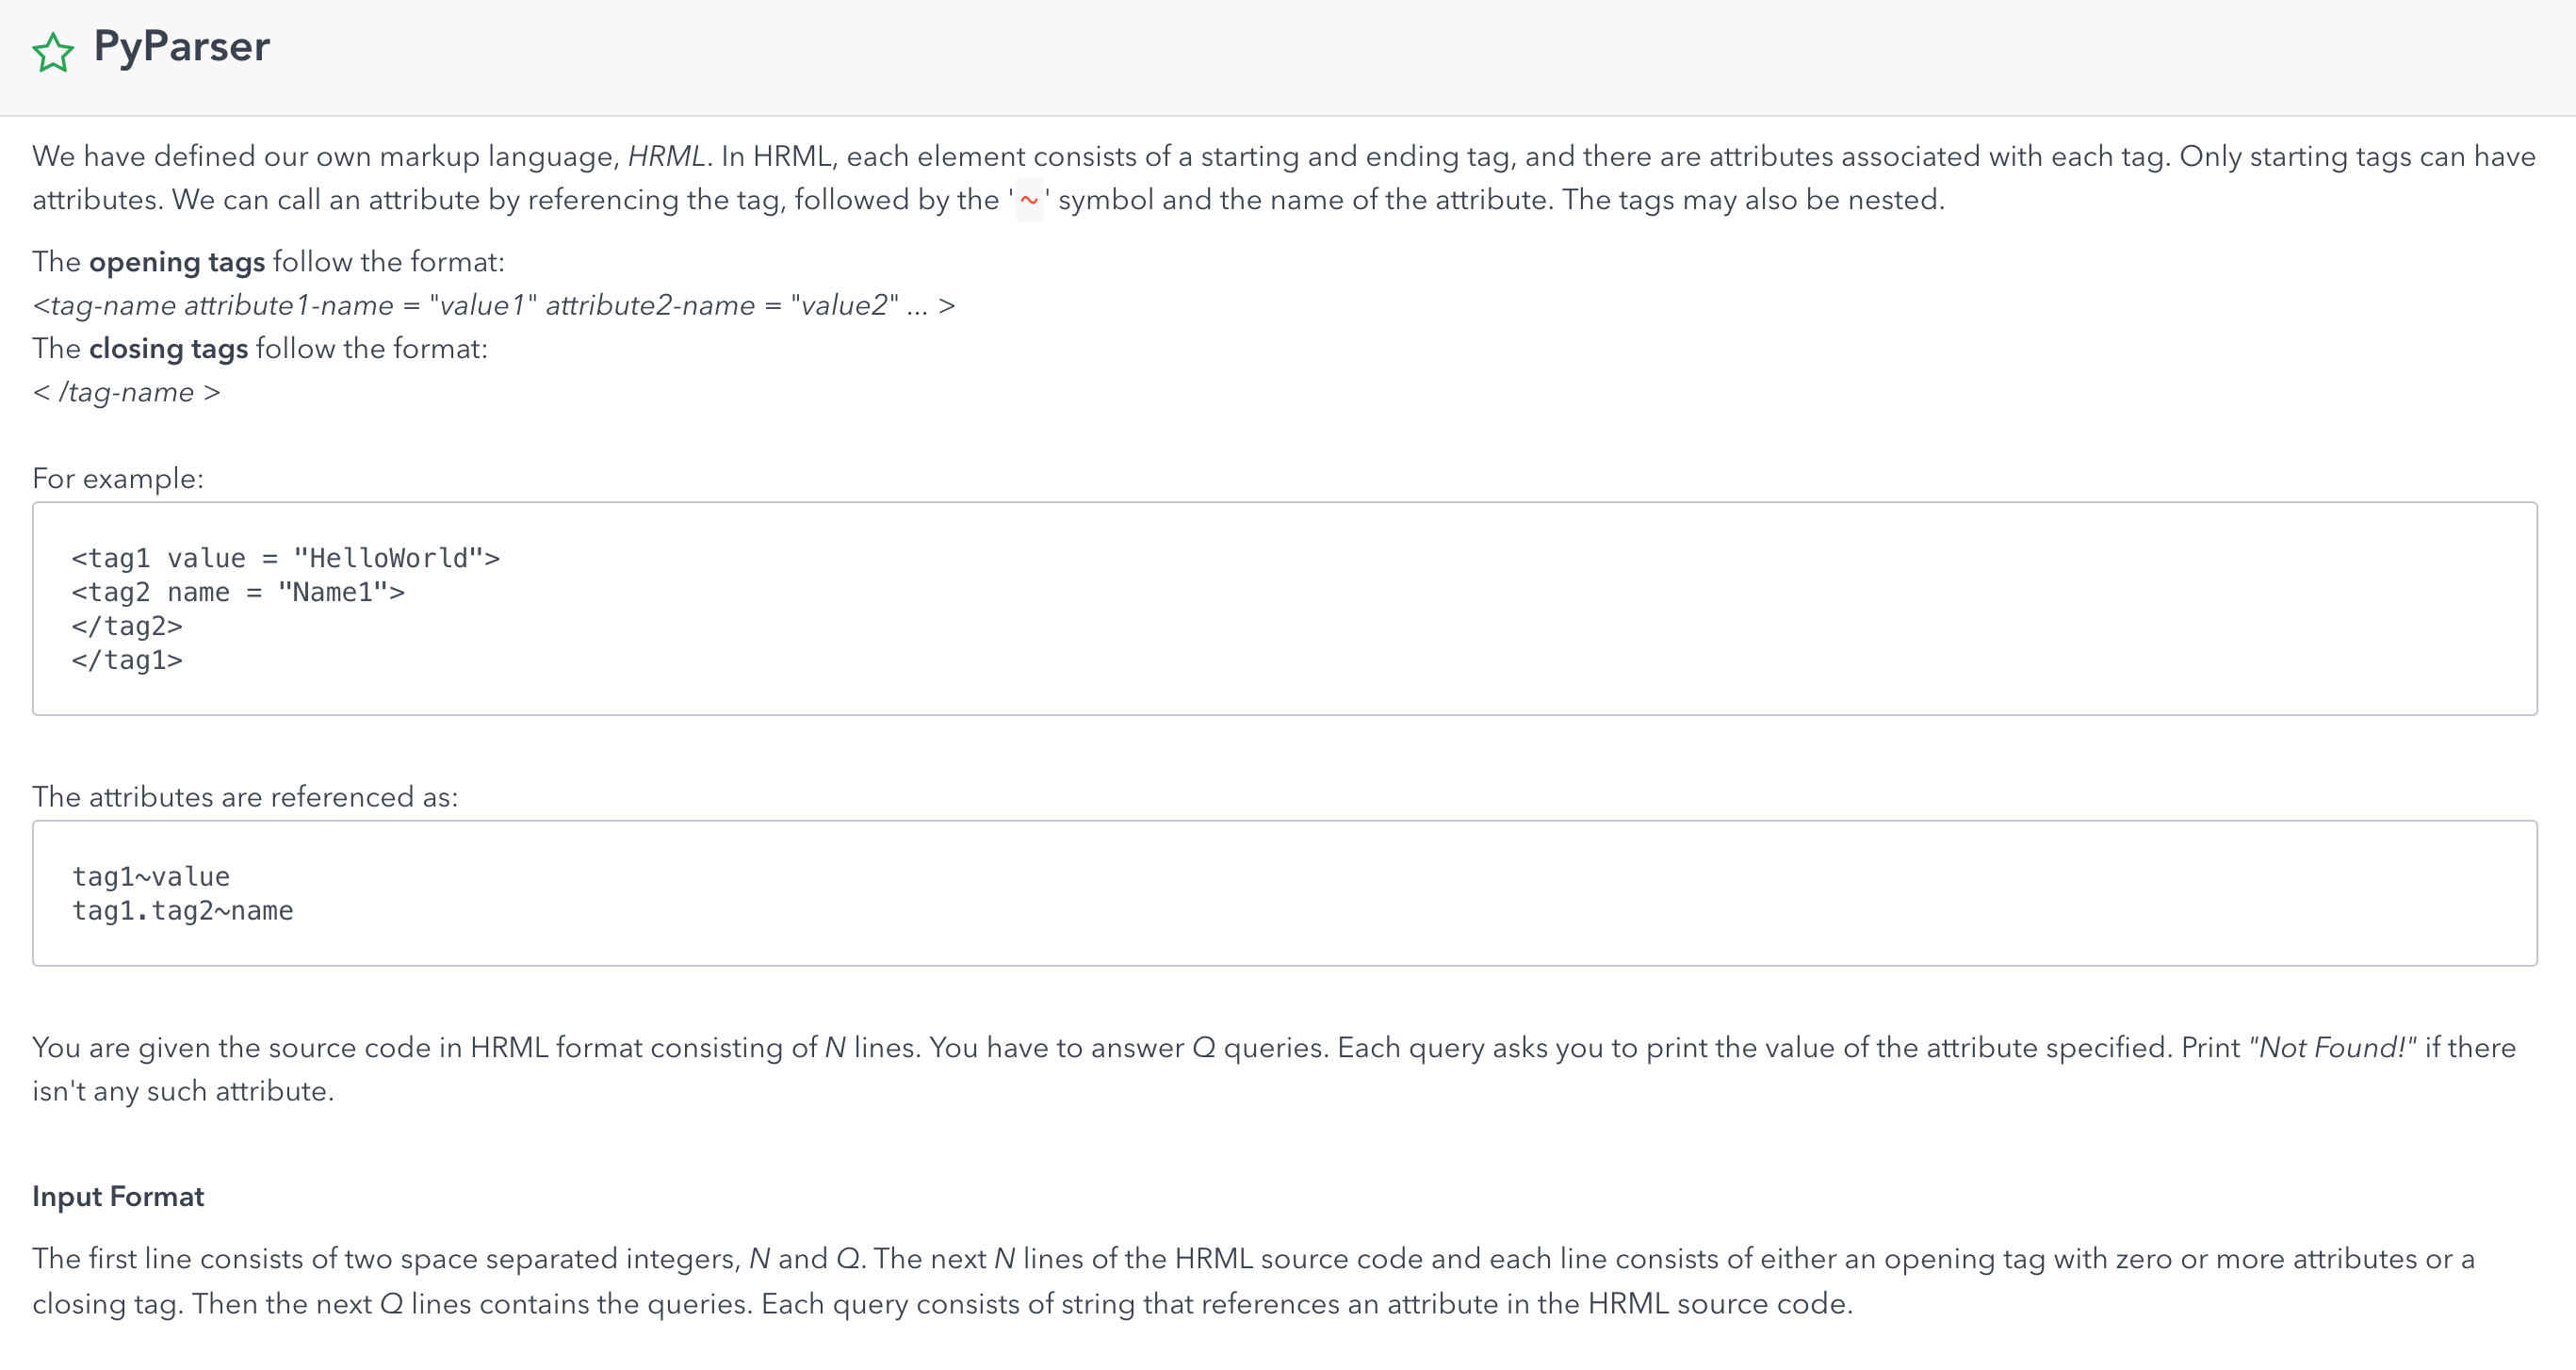 PyParser
We have defined our own markup language, HRML. In HRML, each element consists of a starting and ending tag, and there are attributes associated with each tag. Only starting tags can have
attributes. We can call an attribute by referencing the tag, followed by the '~' symbol and the name of the attribute. The tags may also be nested.
The opening tags follow the format:
<tag-name attribute1-name = "value1" attribute2-name = "value2" ... >
The closing tags follow the format:
< /tag-name >
For example:
<tag1 value = "HelloWorld">
<tag2 name = "Name1">
</tag2>
</tag1>
The attributes are referenced as:
tag1~value
tag1.tag2~name
You are given the source code in HRML format consisting of N lines. You have to answer Q queries. Each query asks you to print the value of the attribute specified. Print "Not Found!" if there
isn't any such attribute.
Input Format
The first line consists of two space separated integers, N and Q. The next N lines of the HRML source code and each line consists of either an opening tag with zero or more attributes or a
closing tag. Then the next Q lines contains the queries. Each query consists of string that references an attribute in the HRML source code.